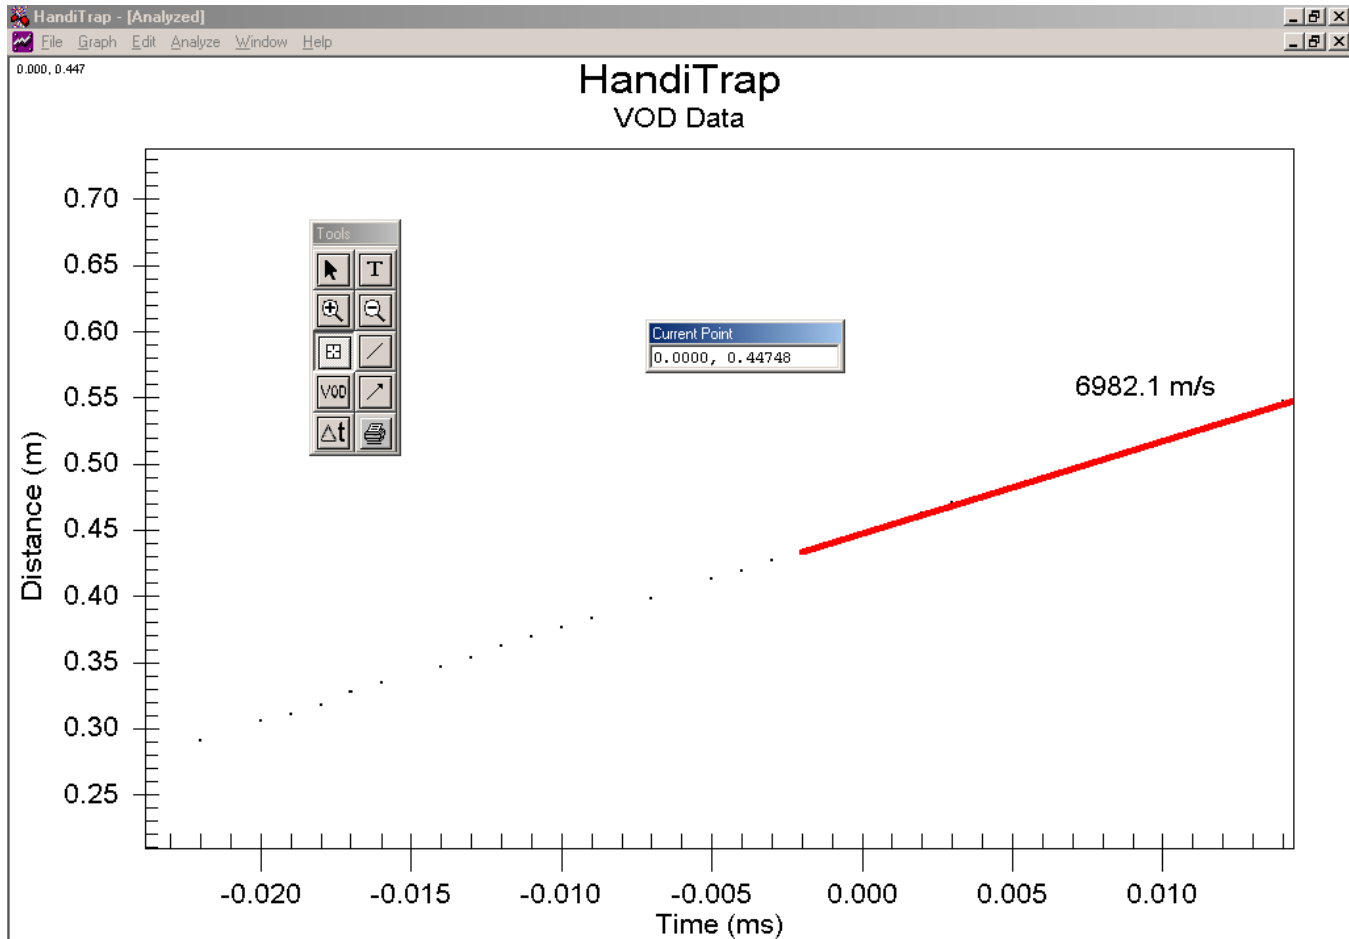 HandiTrap - [Analyzed]
File Graph Edit Analyze Window Help
0.000, 0.447
HandiTrap
VOD Data
0.70
0.65
0.60
0.55
0.50
0.45
0.40
0.35
0.30
0.25
Distance (m)
Tools
T
VOD
Δt
Current Point
0.0000, 0.44748
6982.1 m/s
-0.020 -0.015 -0.010 -0.005 0.000 0.005 0.010
Time (ms)